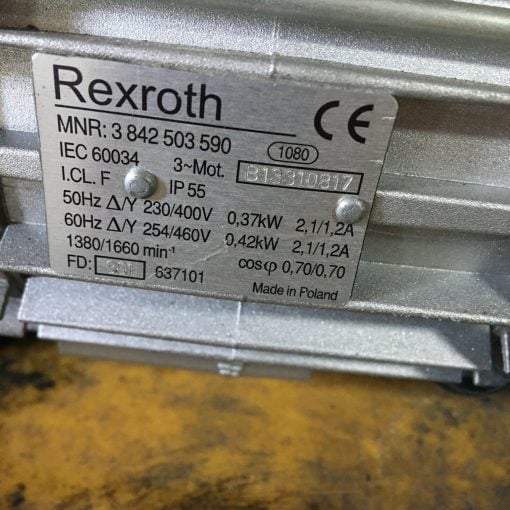 Rexroth
CE
MNR: 3 842 503 590
1080
IEC 60034 3~Mot.
I.CL. F IP 55
50Hz Δ/Y 230/400V 0,37kW 2,1/1,2A
60Hz Δ/Y 254/460V 0,42kW 2,1/1,2A
1380/1660 min⁻¹ cosφ 0,70/0,70
FD: 637101
Made in Poland